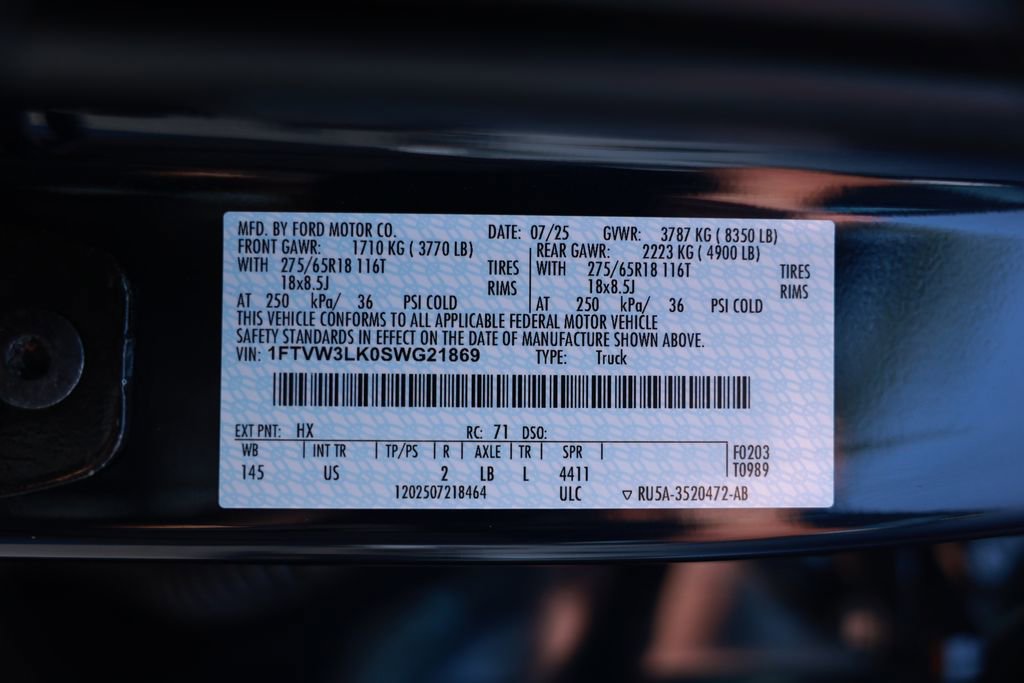 MFD. BY FORD MOTOR CO. DATE: 07/25 GVWR: 3787 KG ( 8350 LB)
FRONT GAWR: 1710 KG ( 3770 LB) REAR GAWR: 2223 KG ( 4900 LB)
WITH 275/65R18 116T TIRES WITH 275/65R18 116T TIRES
18x8.5J RIMS 18x8.5J RIMS
AT 250 kPa/ 36 PSI COLD AT 250 kPa/ 36 PSI COLD
THIS VEHICLE CONFORMS TO ALL APPLICABLE FEDERAL MOTOR VEHICLE
SAFETY STANDARDS IN EFFECT ON THE DATE OF MANUFACTURE SHOWN ABOVE.
VIN: 1FTVW3LK0SWG21869 TYPE: Truck
EXT PNT: HX RC: 71 DSO:
WB INT TR TP/PS R AXLE TR SPR F0203
145 US 2 LB L 4411 T0989
1202507218464 ULC ▽ RU5A-3520472-AB